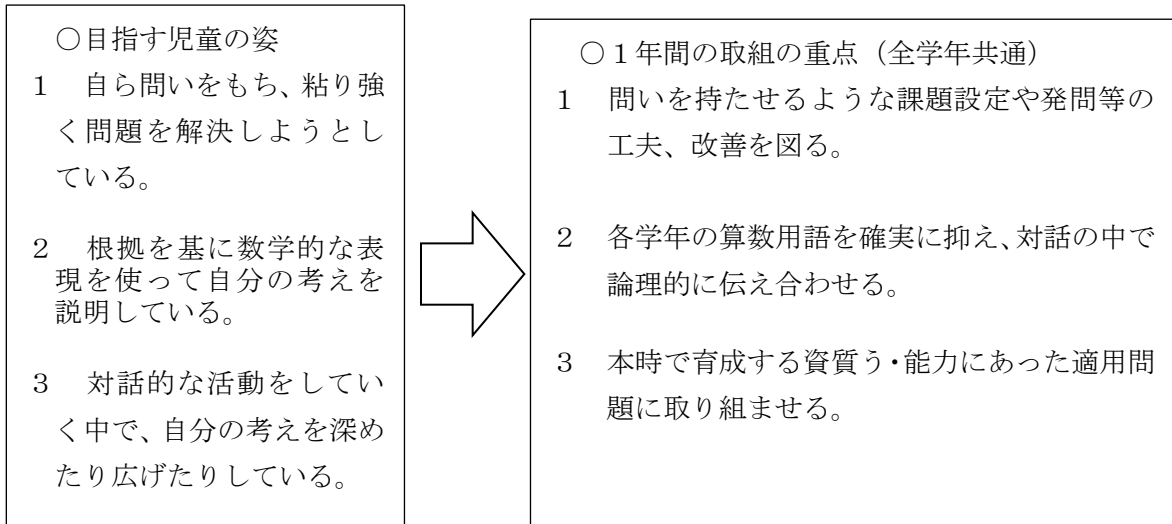 ○目指す児童の姿
1 自ら問いをもち、粘り強
く問題を解決しようとし
ている。
2 根拠を基に数学的な表
現を使って自分の考えを
説明している。
3 対話的な活動をしてい
く中で、自分の考えを深め
たり広げたりしている。
○1年間の取組の重点（全学年共通）
1 問いを持たせるような課題設定や発問等の
工夫、改善を図る。
2 各学年の算数用語を確実に抑え、対話の中で
論理的に伝え合わせる。
3 本時で育成する資質う・能力にあった適用問
題に取り組ませる。